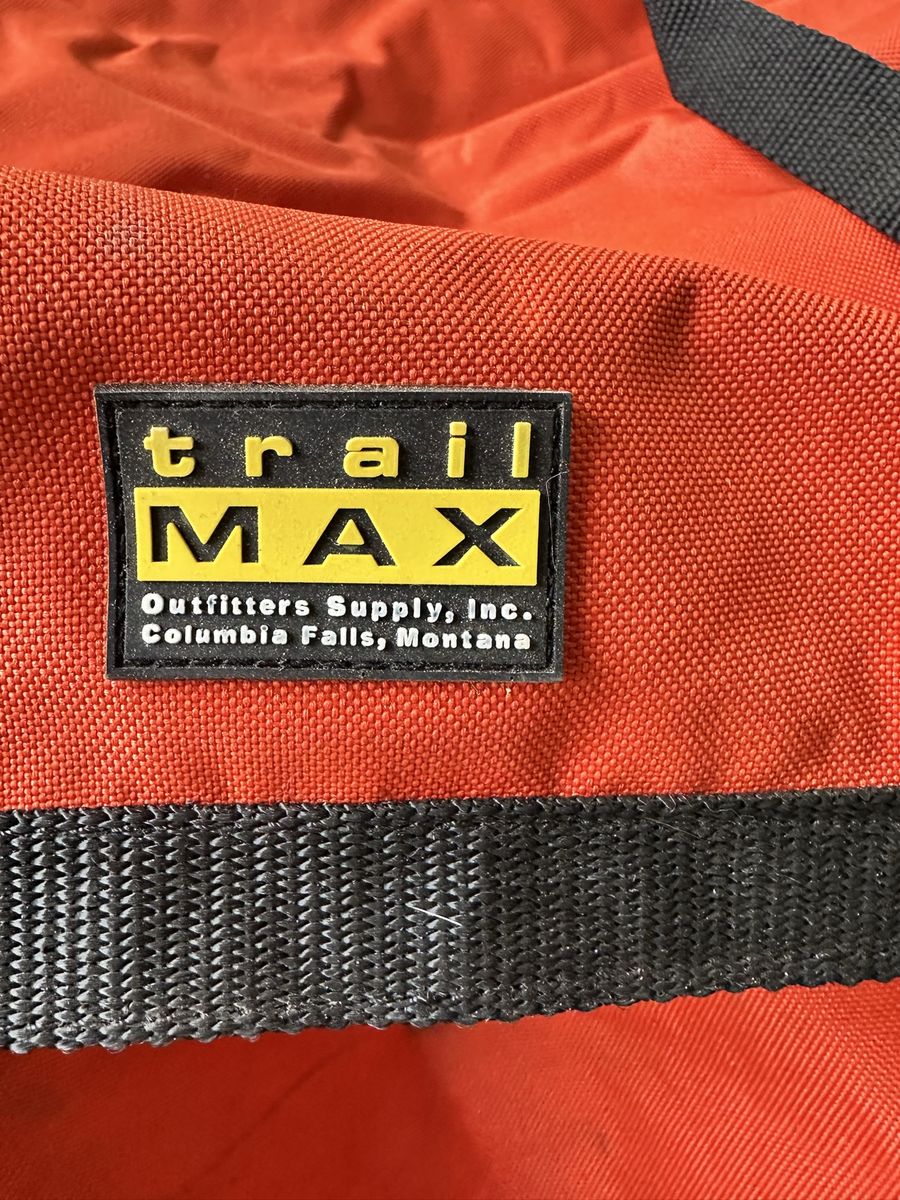 trail
MAX
Outfitters Supply, Inc.
Columbia Falls, Montana